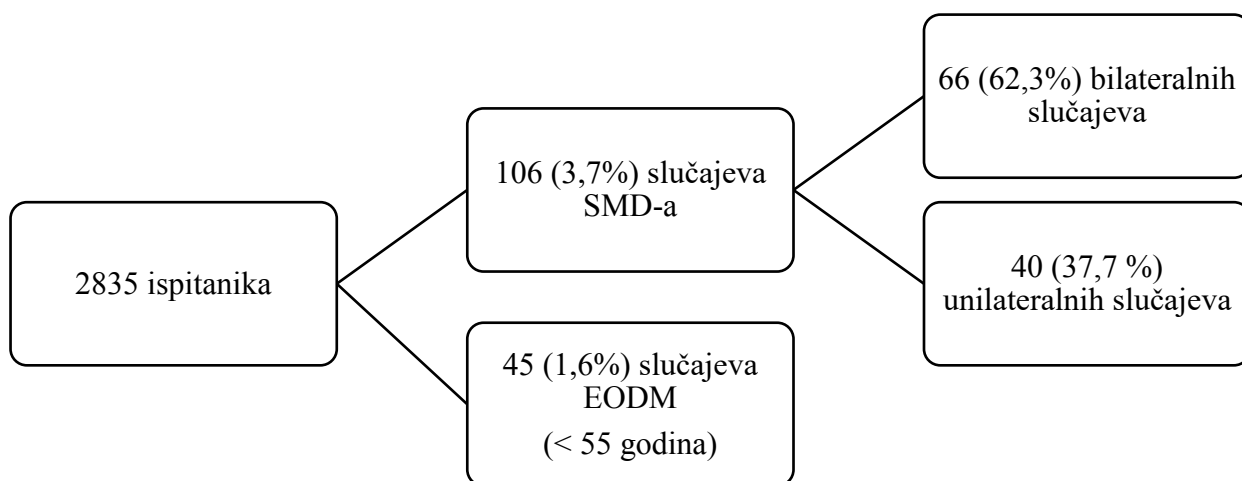 2835 ispitanika
106 (3,7%) slučajeva
SMD-a
45 (1,6%) slučajeva
EODM
(< 55 godina)
66 (62,3%) bilateralnih
slučajeva
40 (37,7 %)
unilateralnih slučajeva